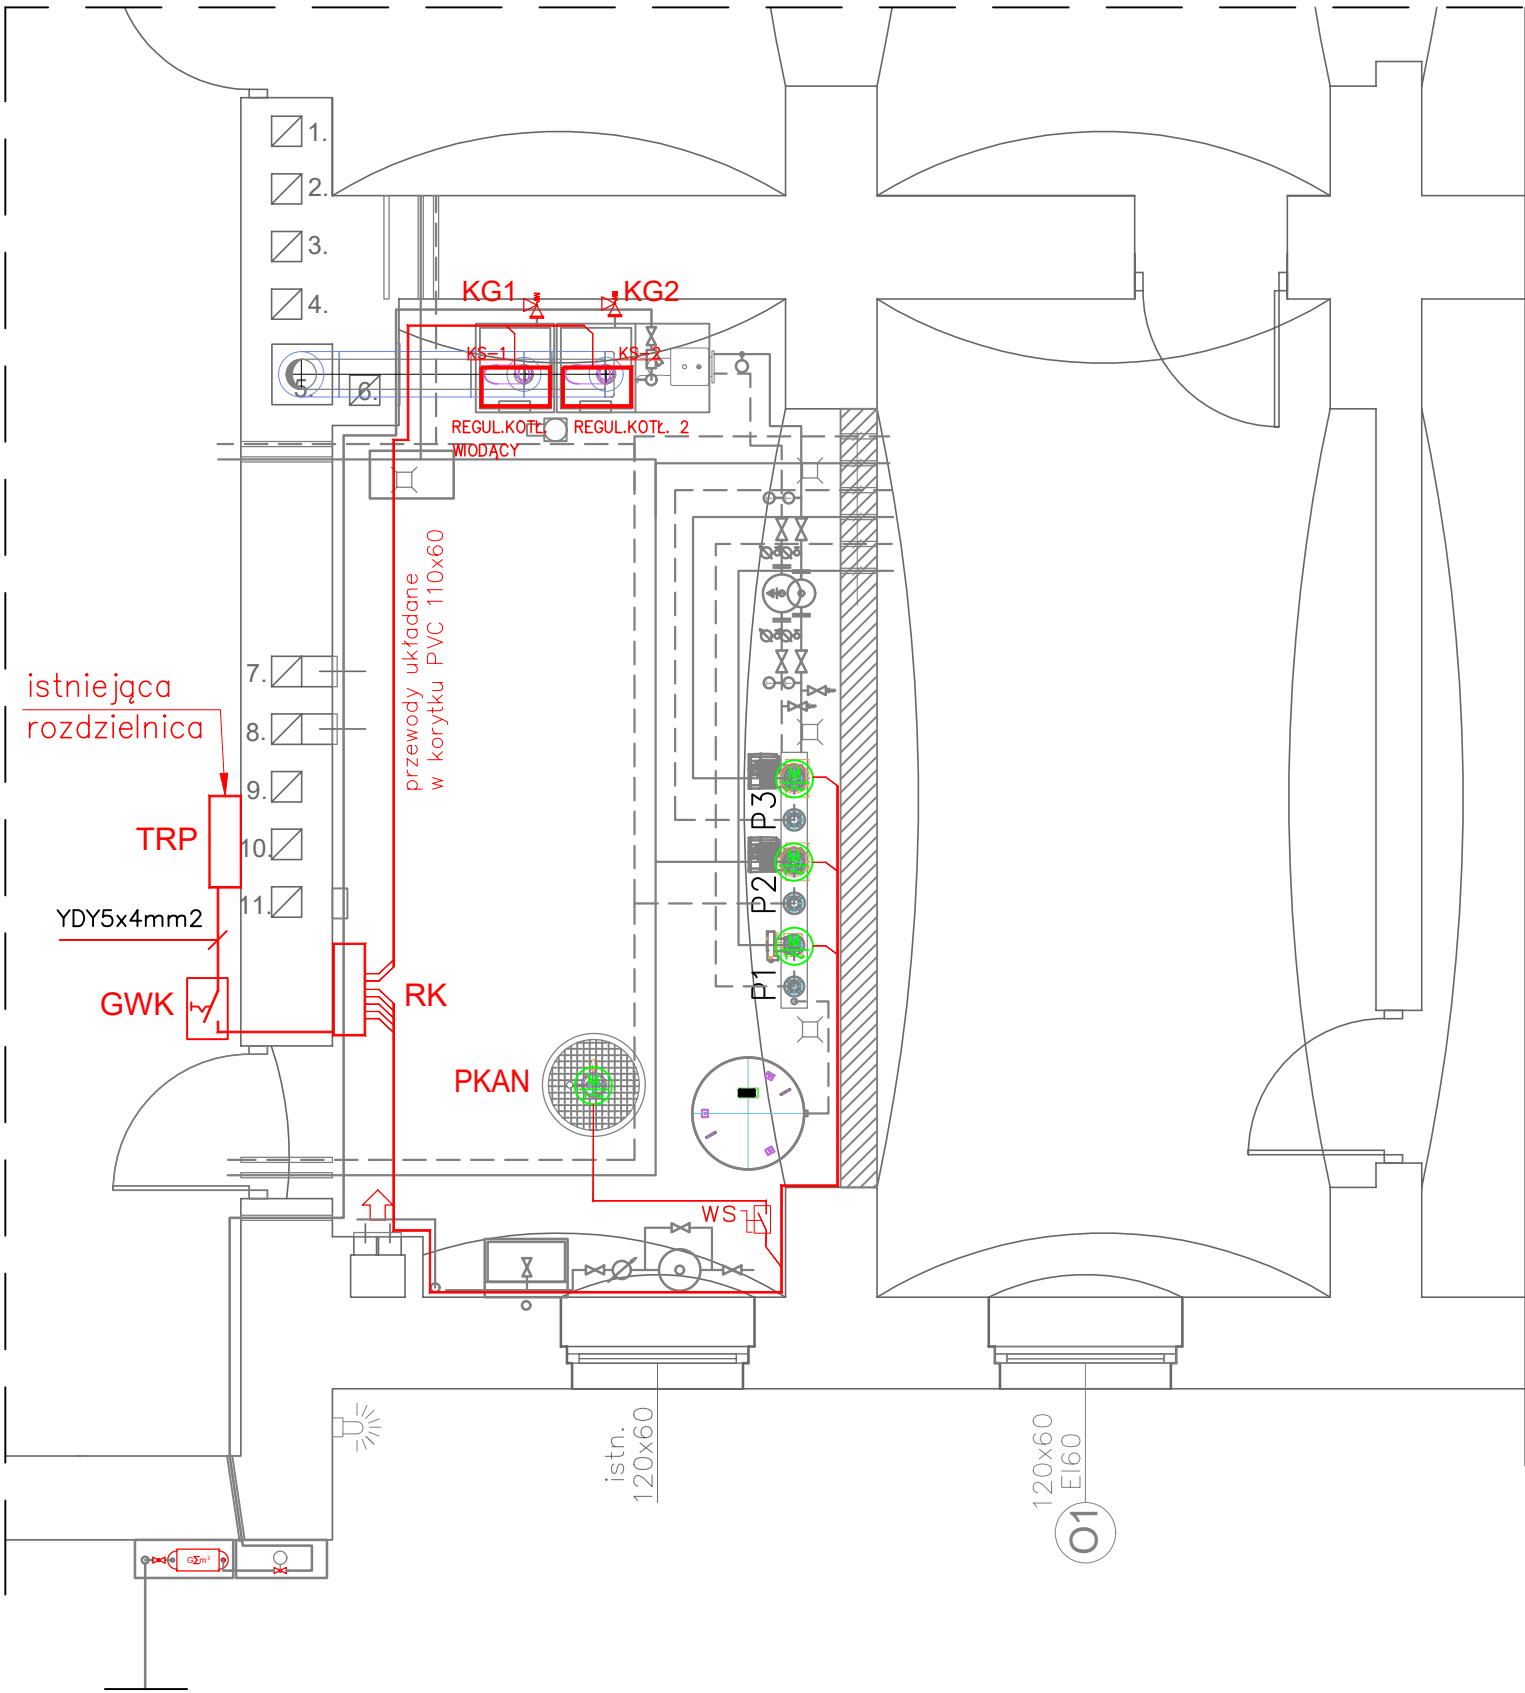 1.
2.
3.
4.
KG1
KG2
KS-1
KS-2
5.
6.
REGUL.KOTŁ.
WIODĄCY
REGUL.KOTŁ. 2
przewody układane
w korytku PVC 110x60
7.
8.
9.
10.
11.
istniejąca
rozdzielnica
TRP
YDY5x4mm2
GWK
RK
P3
P2
P1
PKAN
WS
istn.
120x60
120x60
EI60
O1